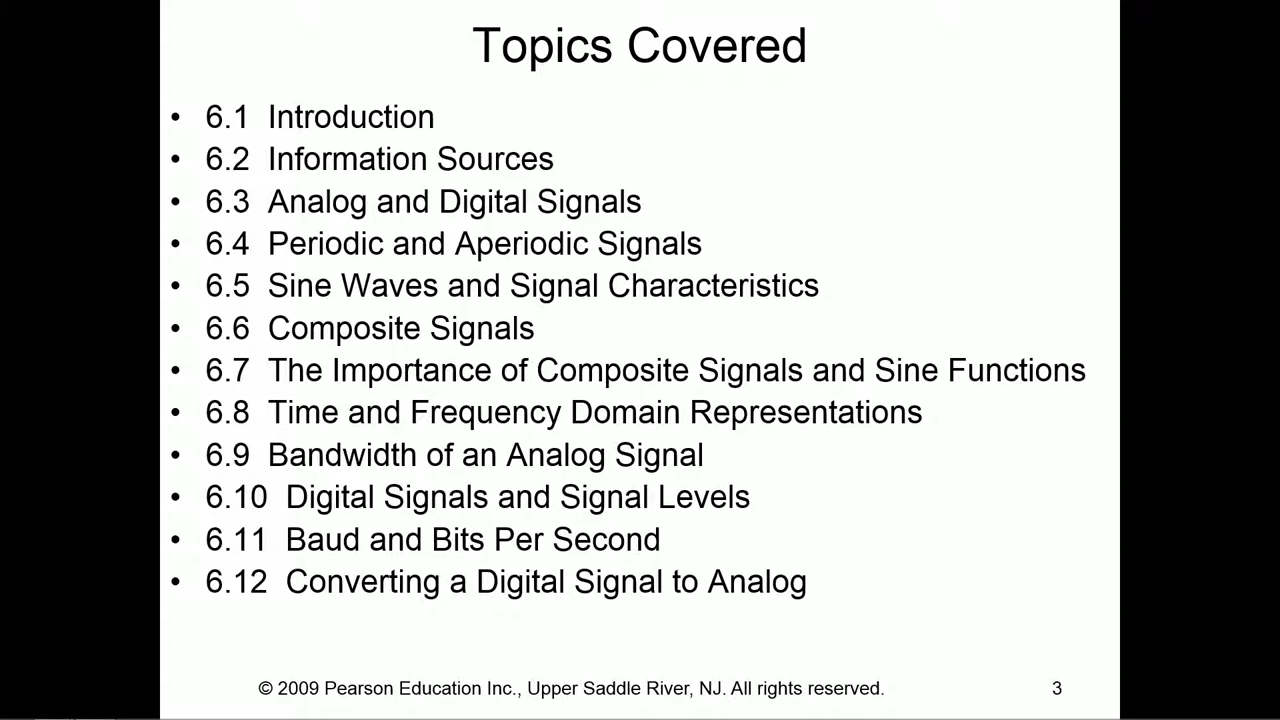 Topics Covered
• 6.1 Introduction
• 6.2 Information Sources
• 6.3 Analog and Digital Signals
• 6.4 Periodic and Aperiodic Signals
• 6.5 Sine Waves and Signal Characteristics
• 6.6 Composite Signals
• 6.7 The Importance of Composite Signals and Sine Functions
• 6.8 Time and Frequency Domain Representations
• 6.9 Bandwidth of an Analog Signal
• 6.10 Digital Signals and Signal Levels
• 6.11 Baud and Bits Per Second
• 6.12 Converting a Digital Signal to Analog
© 2009 Pearson Education Inc., Upper Saddle River, NJ. All rights reserved. 3